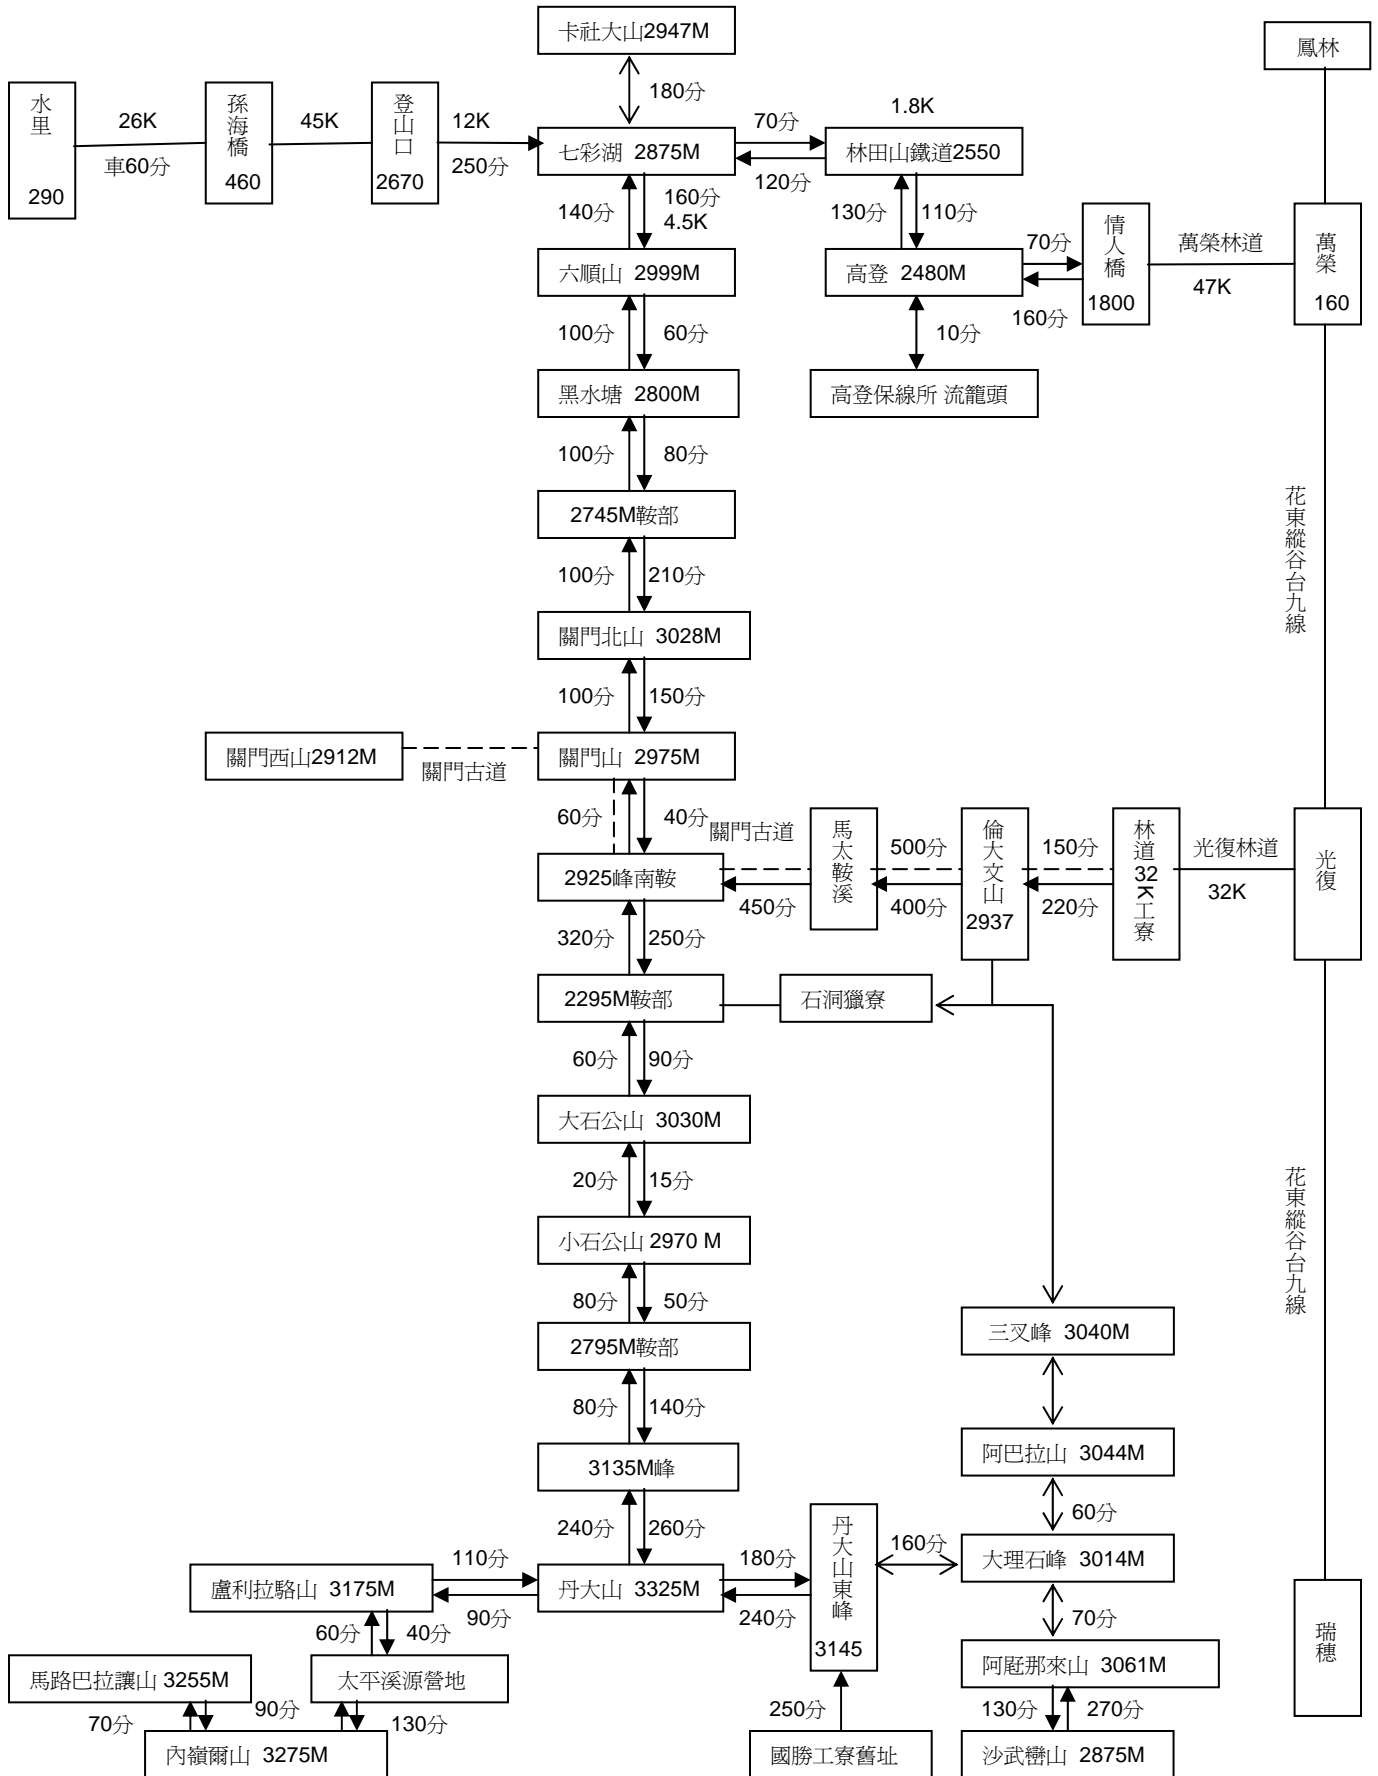 卡社大山2947M
鳳林
180分
水里
290
26K
車60分
孫海橋
460
45K
登山口
2670
12K
250分
七彩湖 2875M
70分
120分
1.8K
林田山鐵道2550
140分
160分
4.5K
130分
110分
六順山 2999M
高登 2480M
70分
160分
情人橋
1800
萬榮林道
47K
萬榮
160
100分
60分
10分
黑水塘 2800M
高登保線所 流籠頭
100分
80分
2745M鞍部
花東縱谷台九線
100分
210分
關門北山 3028M
100分
150分
關門西山2912M
關門古道
關門山 2975M
60分
40分
關門古道
2925峰南鞍
450分
馬太鞍溪
500分
400分
倫大文山
2937
150分
220分
林道32K工寮
光復林道
32K
光復
320分
250分
2295M鞍部
石洞獵寮
60分
90分
大石公山 3030M
20分
15分
花東縱谷台九線
小石公山 2970 M
80分
50分
2795M鞍部
三叉峰 3040M
80分
140分
3135M峰
阿巴拉山 3044M
240分
260分
60分
盧利拉駱山 3175M
110分
90分
丹大山 3325M
180分
240分
丹大山東峰
3145
160分
大理石峰 3014M
60分
40分
70分
瑞穗
馬路巴拉讓山 3255M
太平溪源營地
阿屘那來山 3061M
70分
90分
130分
250分
130分
270分
內嶺爾山 3275M
國勝工寮舊址
沙武巒山 2875M